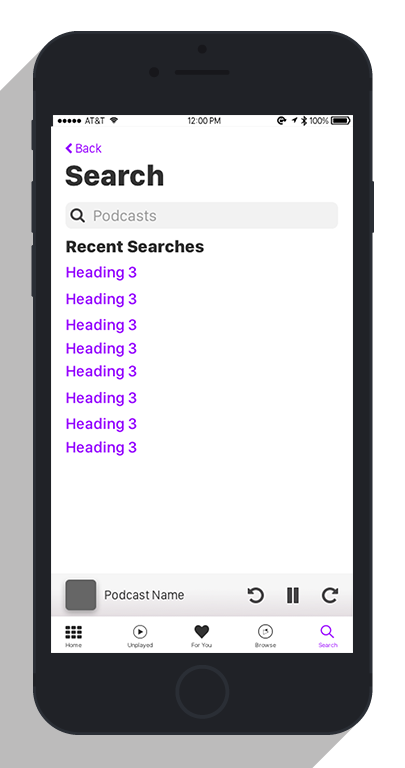 AT&T 12:00 PM 100%
Back
Search
Podcasts
Recent Searches
Heading 3
Heading 3
Heading 3
Heading 3
Heading 3
Heading 3
Heading 3
Heading 3
Podcast Name
Home Unplayed For You Browse Search